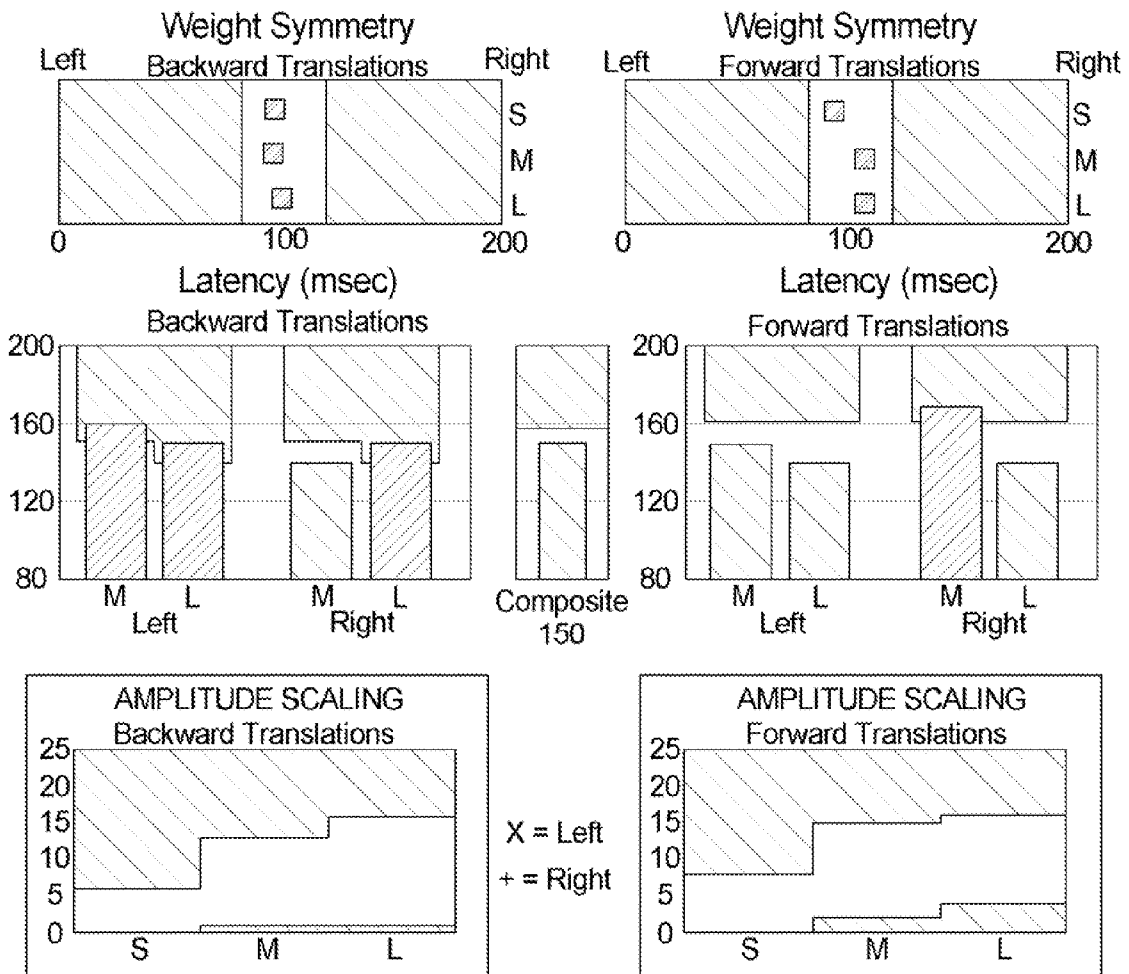 Weight Symmetry
Backward Translations
Left Right
S
M
L
0 100 200
Weight Symmetry
Forward Translations
Left Right
S
M
L
0 100 200
Latency (msec)
Backward Translations
200
160
120
80
M L M L
Left Right
Composite
150
Latency (msec)
Forward Translations
200
160
120
80
M L M L
Left Right
AMPLITUDE SCALING
Backward Translations
25
20
15
10
5
0
S M L
X = Left
+ = Right
AMPLITUDE SCALING
Forward Translations
25
20
15
10
5
0
S M L